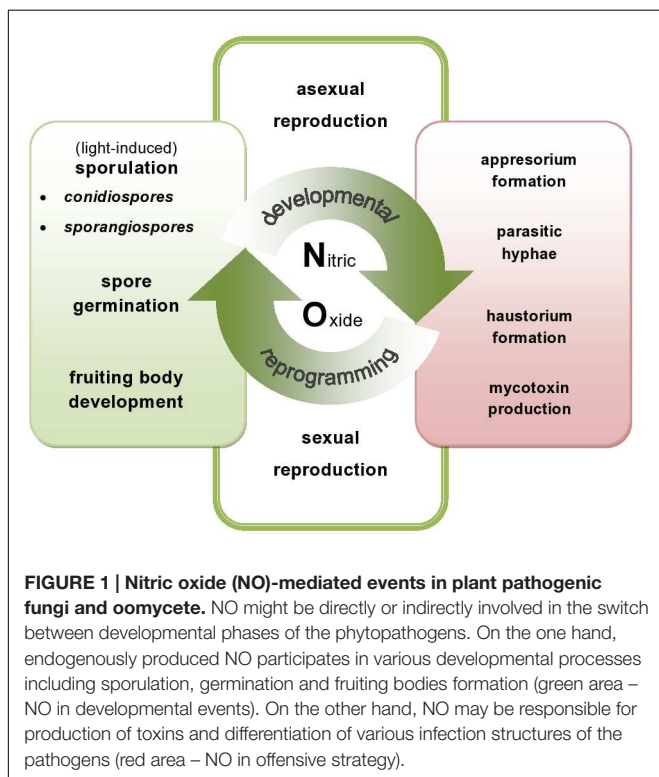 asexual
reproduction
(light-induced)
sporulation
• conidiospores
• sporangiospores
spore
germination
fruiting body
development
developmental
Nitric
Oxide
reprogramming
appresorium
formation
parasitic
hyphae
haustorium
formation
mycotoxin
production
sexual
reproduction
FIGURE 1 | Nitric oxide (NO)-mediated events in plant pathogenic
fungi and oomycete. NO might be directly or indirectly involved in the switch
between developmental phases of the phytopathogens. On the one hand,
endogenously produced NO participates in various developmental processes
including sporulation, germination and fruiting bodies formation (green area –
NO in developmental events). On the other hand, NO may be responsible for
production of toxins and differentiation of various infection structures of the
pathogens (red area – NO in offensive strategy).